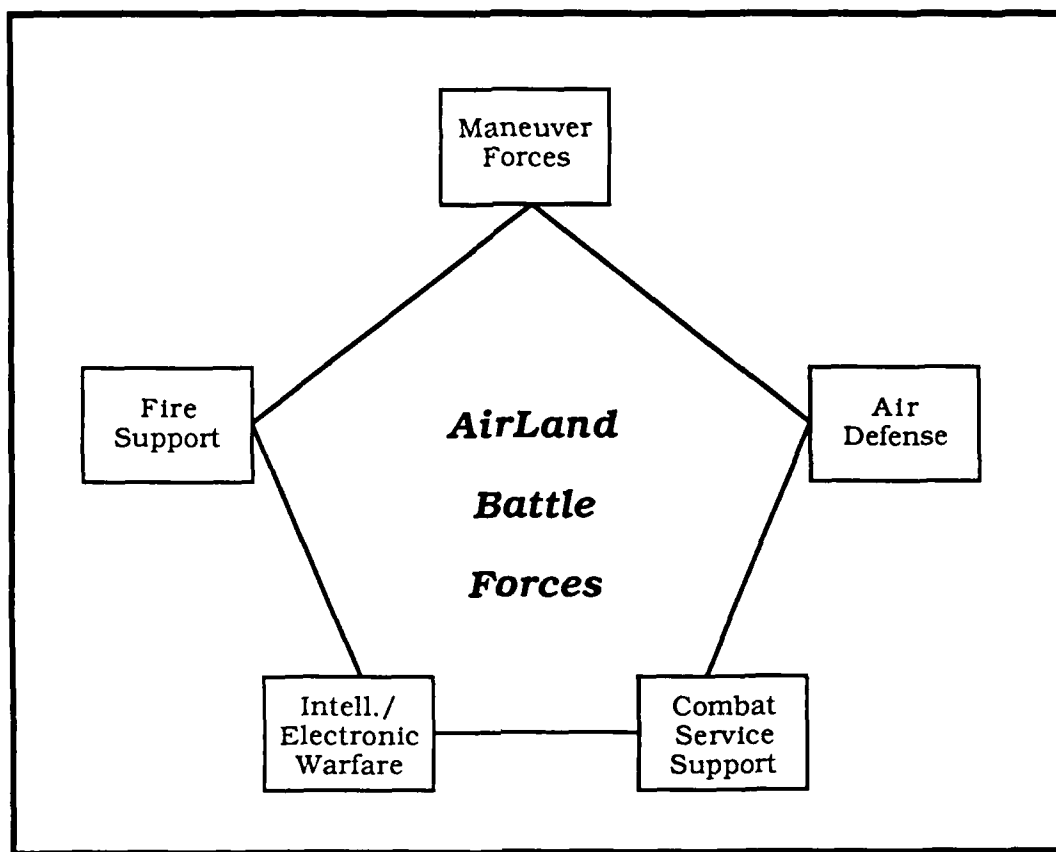 Maneuver
Forces
Fire
Support
AirLand
Battle
Forces
Air
Defense
Intell./
Electronic
Warfare
Combat
Service
Support